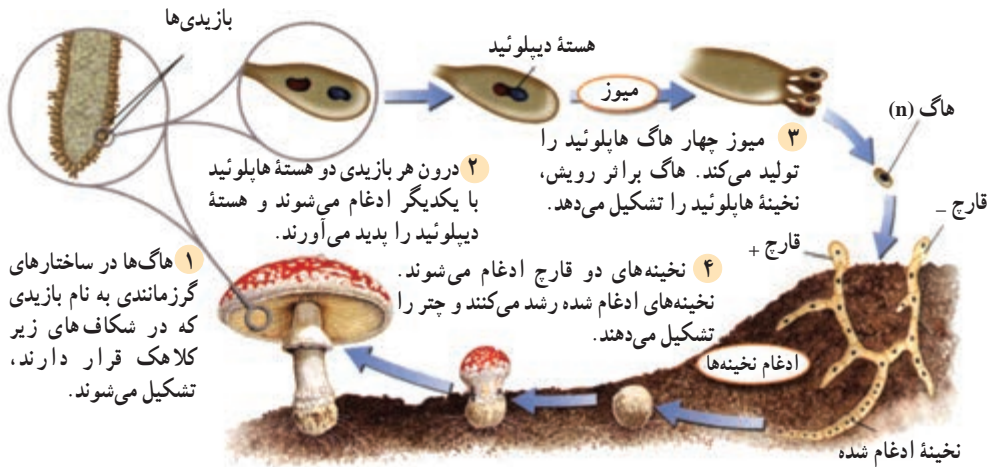 بازیدی‌ها
هستهٔ دیپلوئید
میوز
هاگ (n)
قارچ _
قارچ +
۱ هاگ‌ها در ساختارهای
گرزمانندی به نام بازیدی
که در شکاف‌های زیر
کلاهک قرار دارند،
تشکیل می‌شوند.
۲ درون هر بازیدی دو هستهٔ هاپلوئید
با یکدیگر ادغام می‌شوند و هستهٔ
دیپلوئید را پدید می‌آورند.
۳ میوز چهار هاگ هاپلوئید را
تولید می‌کند. هاگ براثر رویش،
نخینهٔ هاپلوئید را تشکیل می‌دهد.
۴ نخینه‌های دو قارچ ادغام می‌شوند.
نخینه‌های ادغام شده رشد می‌کنند و چتر را
تشکیل می‌دهند.
ادغام نخینه‌ها
نخینهٔ ادغام شده